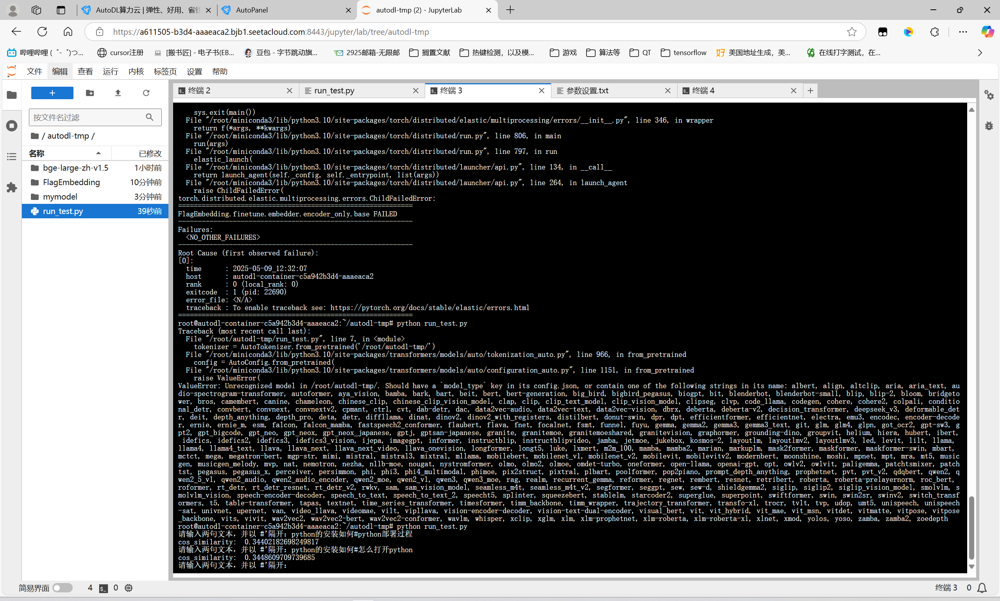 AutoDL算力云 | 弹性、好用、省钱
AutoPanel
autodl-tmp (2) - JupyterLab
https://a611505-b3d4-aaaeaca2.bjb1.seetacloud.com:8443/jupyter/lab/tree/autodl-tmp
哔哩哔哩 (゜-゜)つ...
cursor注册
[搬书匠] - 电子书(EB...
豆包 - 字节跳动旗...
2925邮箱-无限邮
搁置文献
热键检测，以及模...
游戏
算法等
QT
tensorflow
美国地址生成，美...
在线打字测试，在...
文件
编辑
查看
运行
内核
标签页
设置
帮助
按文件名过滤
/ autodl-tmp /
名称 已修改
bge-large-zh-v1.5 1小时前
FlagEmbedding 10分钟前
mymodel 3分钟前
run_test.py 39秒前
终端 2
run_test.py
终端 3
参数设置.txt
终端 4
sys.exit(main())
File "/root/miniconda3/lib/python3.10/site-packages/torch/distributed/elastic/multiprocessing/errors/__init__.py", line 346, in wrapper
return f(*args, **kwargs)
File "/root/miniconda3/lib/python3.10/site-packages/torch/distributed/run.py", line 806, in main
run(args)
File "/root/miniconda3/lib/python3.10/site-packages/torch/distributed/run.py", line 797, in run
elastic_launch(
File "/root/miniconda3/lib/python3.10/site-packages/torch/distributed/launcher/api.py", line 134, in __call__
return launch_agent(self._config, self._entrypoint, list(args))
File "/root/miniconda3/lib/python3.10/site-packages/torch/distributed/launcher/api.py", line 264, in launch_agent
raise ChildFailedError(
torch.distributed.elastic.multiprocessing.errors.ChildFailedError:
============================================================
FlagEmbedding.finetune.embedder.encoder_only.base FAILED
------------------------------------------------------------
Failures:
<NO_OTHER_FAILURES>
------------------------------------------------------------
Root Cause (first observed failure):
[0]:
time : 2025-05-09_12:32:07
host : autodl-container-c5a942b3d4-aaaeaca2
rank : 0 (local_rank: 0)
exitcode : 1 (pid: 22690)
error_file: <N/A>
traceback : To enable traceback see: https://pytorch.org/docs/stable/elastic/errors.html
============================================================
root@autodl-container-c5a942b3d4-aaaeaca2:~/autodl-tmp# python run_test.py
Traceback (most recent call last):
File "/root/autodl-tmp/run_test.py", line 7, in <module>
tokenizer = AutoTokenizer.from_pretrained('/root/autodl-tmp/')
File "/root/miniconda3/lib/python3.10/site-packages/transformers/models/auto/tokenization_auto.py", line 966, in from_pretrained
config = AutoConfig.from_pretrained(
File "/root/miniconda3/lib/python3.10/site-packages/transformers/models/auto/configuration_auto.py", line 1151, in from_pretrained
raise ValueError(
ValueError: Unrecognized model in /root/autodl-tmp/. Should have a `model_type` key in its config.json, or contain one of the following strings in its name: albert, align, altclip, aria, aria_text, au
dio-spectrogram-transformer, autoformer, aya_vision, bamba, bark, bart, beit, bert, bert-generation, big_bird, bigbird_pegasus, biogpt, bit, blenderbot, blenderbot-small, blip, blip-2, bloom, bridgeto
wer, bros, camembert, canine, chameleon, chinese_clip, chinese_clip_vision_model, clap, clip, clip_text_model, clip_vision_model, clipseg, clvp, code_llama, codegen, cohere, cohere2, colpali, conditio
nal_detr, convbert, convnext, convnextv2, cpmant, ctrl, cvt, dab-detr, dac, data2vec-audio, data2vec-text, data2vec-vision, dbrx, deberta, deberta-v2, decision_transformer, deepseek_v3, deformable_det
r, deit, depth_anything, depth_pro, deta, detr, diffllama, dinat, dinov2, dinov2_with_registers, distilbert, donut-swin, dpr, dpt, efficientformer, efficientnet, electra, emu3, encodec, encoder-decode
r, ernie, ernie_m, esm, falcon, falcon_mamba, fastspeech2_conformer, flaubert, flava, fnet, focalnet, fsmt, funnel, fuyu, gemma, gemma2, gemma3, gemma3_text, git, glm, glm4, glpn, got_ocr2, gpt-sw3, g
pt2, gpt_bigcode, gpt_neo, gpt_neox, gpt_neox_japanese, gptj, gptsan-japanese, granite, granitemoe, granitemoeshared, granitevision, graphormer, grounding-dino, groupvit, helium, hiera, hubert, ibert,
idefics, idefics2, idefics3, idefics3_vision, ijepa, imagegpt, informer, instructblip, instructblipvideo, jamba, jetmoe, jukebox, kosmos-2, layoutlm, layoutlmv2, layoutlmv3, led, levit, lilt, llama,
llama4, llama4_text, llava, llava_next, llava_next_video, llava_onevision, longformer, longt5, luke, lxmert, m2m_100, mamba, mamba2, marian, markuplm, mask2former, maskformer, maskformer-swin, mbart,
mctct, mega, megatron-bert, mgp-str, mimi, mistral, mistral3, mixtral, mllama, mobilebert, mobilenet_v1, mobilenet_v2, mobilevit, mobilevitv2, modernbert, moonshine, moshi, mpnet, mpt, mra, mt5, music
gen, musicgen_melody, mvp, nat, nemotron, nezha, nllb-moe, nougat, nystromformer, olmo, olmo2, olmoe, omdet-turbo, oneformer, open-llama, openai-gpt, opt, owlv2, owlvit, paligemma, patchtsmixer, patch
tst, pegasus, pegasus_x, perceiver, persimmon, phi, phi3, phi4_multimodal, phimoe, pix2struct, pixtral, plbart, poolformer, pop2piano, prompt_depth_anything, prophetnet, pvt, pvt_v2, qdqbert, qwen2, q
wen2_5_vl, qwen2_audio, qwen2_audio_encoder, qwen2_moe, qwen2_vl, qwen3, qwen3_moe, rag, realm, recurrent_gemma, reformer, regnet, rembert, resnet, retribert, roberta, roberta-prelayernorm, roc_bert,
roformer, rt_detr, rt_detr_resnet, rt_detr_v2, rwkv, sam, sam_vision_model, seamless_m4t, seamless_m4t_v2, segformer, seggpt, sew, sew-d, shieldgemma2, siglip, siglip2, siglip_vision_model, smolvlm, s
molvlm_vision, speech-encoder-decoder, speech_to_text, speech_to_text_2, speecht5, splinter, squeezebert, stablelm, starcoder2, superglue, superpoint, swiftformer, swin, swin2sr, swinv2, switch_transf
ormers, t5, table-transformer, tapas, textnet, time_series_transformer, timesformer, timm_backbone, timm_wrapper, trajectory_transformer, transfo-xl, trocr, tvlt, tvp, udop, umt5, unispeech, unispeech
-sat, univnet, upernet, van, video_llava, videomae, vilt, vipllava, vision-encoder-decoder, vision-text-dual-encoder, visual_bert, vit, vit_hybrid, vit_mae, vit_msn, vitdet, vitmatte, vitpose, vitpose
_backbone, vits, vivit, wav2vec2, wav2vec2-bert, wav2vec2-conformer, wavlm, whisper, xclip, xglm, xlm, xlm-prophetnet, xlm-roberta, xlm-roberta-xl, xlnet, xmod, yolos, yoso, zamba, zamba2, zoedepth
root@autodl-container-c5a942b3d4-aaaeaca2:~/autodl-tmp# python run_test.py
请输入两句文本，并以 #'隔开：python的安装如何#python部署过程
cos_similarity: 0.34402182698249817
请输入两句文本，并以 #'隔开：python的安装如何#怎么打开python
cos_similarity: 0.3448609709739685
请输入两句文本，并以 #'隔开：
简易界面
4
0
终端 3
0